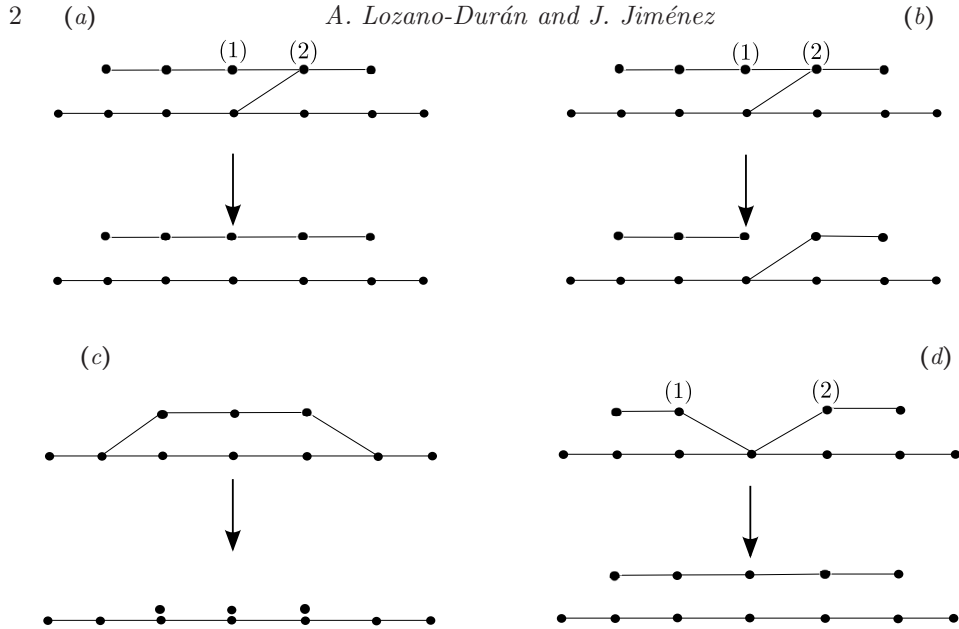 2 (a) A. Lozano-Durán and J. Jiménez (b)
(1) (2) (1) (2)
(c) (d)
(1) (2)